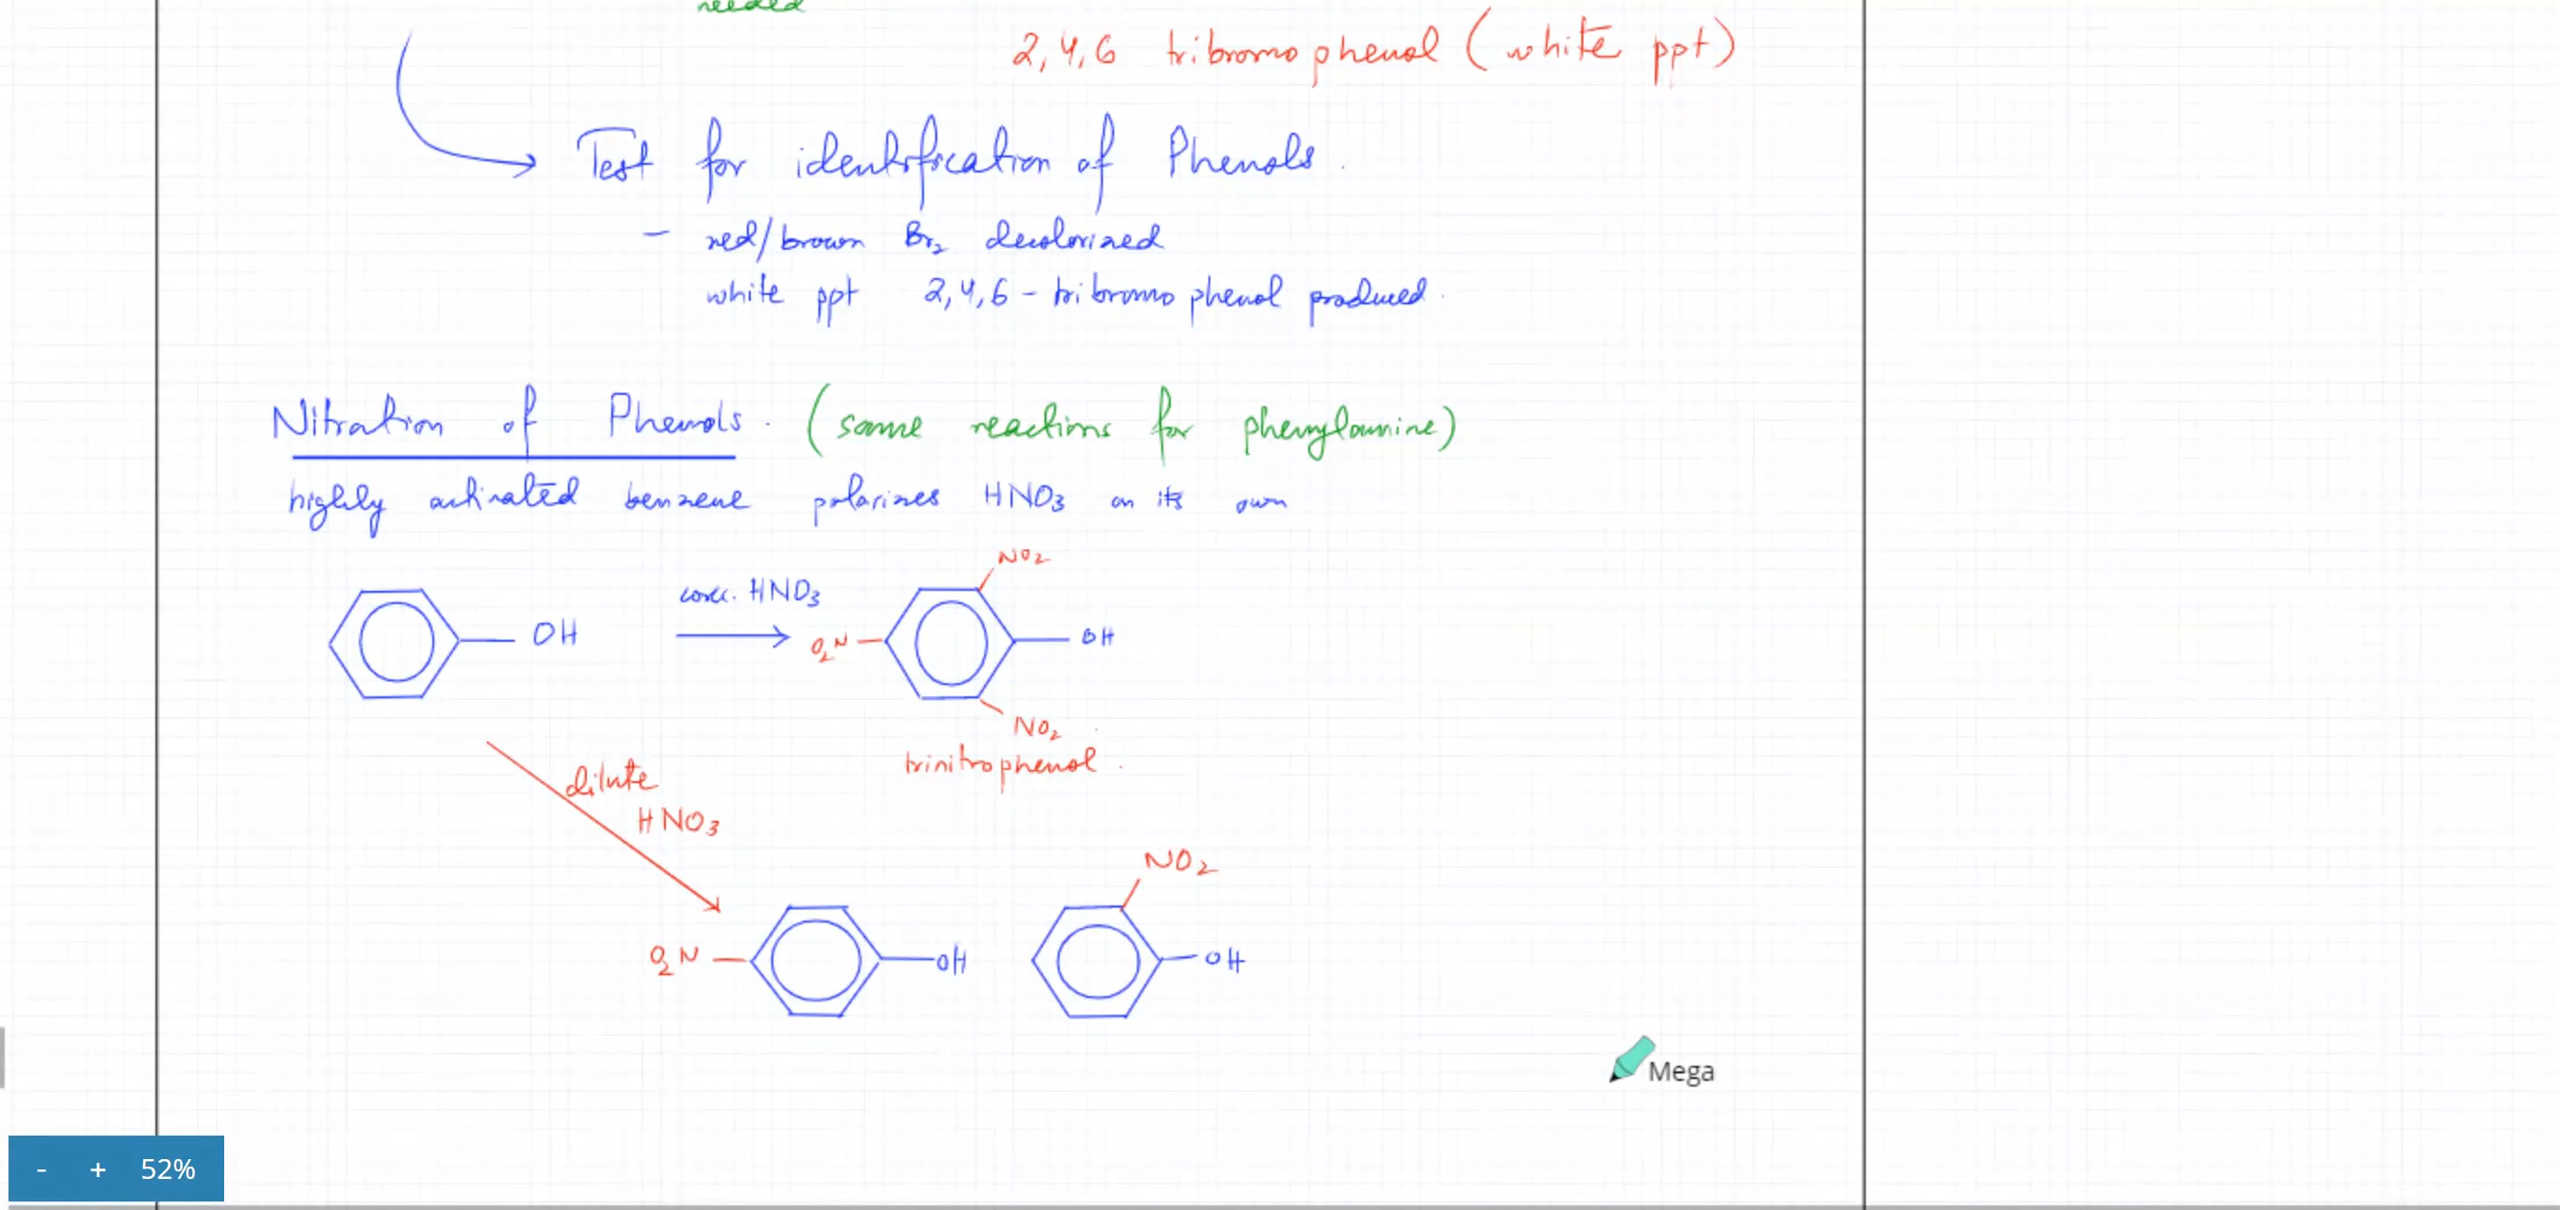 needed
2,4,6 tribromophenol (white ppt)
Test for identification of Phenols.
- red/brown Br₂ decolorized
white ppt 2,4,6 - tribromo phenol produced.
Nitration of Phenols. (same reactions for phenylamine)
highly activated benzene polarizes HNO₃ on its own
NO₂
conc. HNO₃
OH
O₂N
OH
NO₂
trinitrophenol.
dilute
HNO₃
NO₂
O₂N
OH
OH
Mega
- + 52%